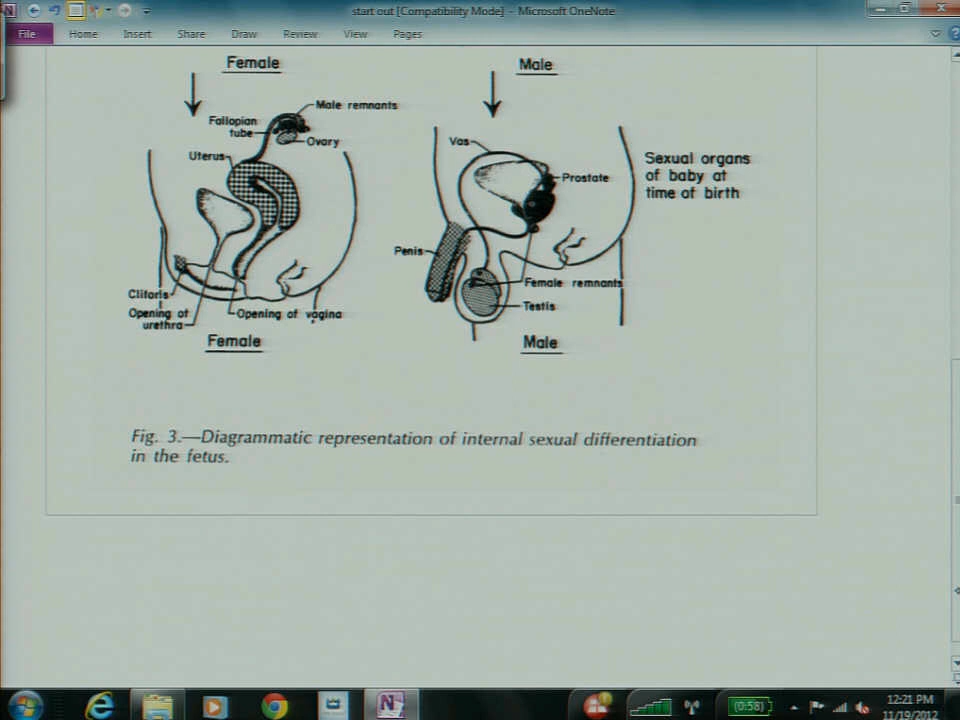 start out [Compatibility Mode] - Microsoft OneNote
File Home Insert Share Draw Review View Pages
Female
Male
Male remnants
Fallopian
tube
Ovary
Uterus
Vas
Prostate
Sexual organs
of baby at
time of birth
Penis
Clitoris
Opening of
urethra
Opening of vagina
Female remnants
Testis
Female
Male
Fig. 3.—Diagrammatic representation of internal sexual differentiation
in the fetus.
(0:58)
12:21 PM
11/19/2012